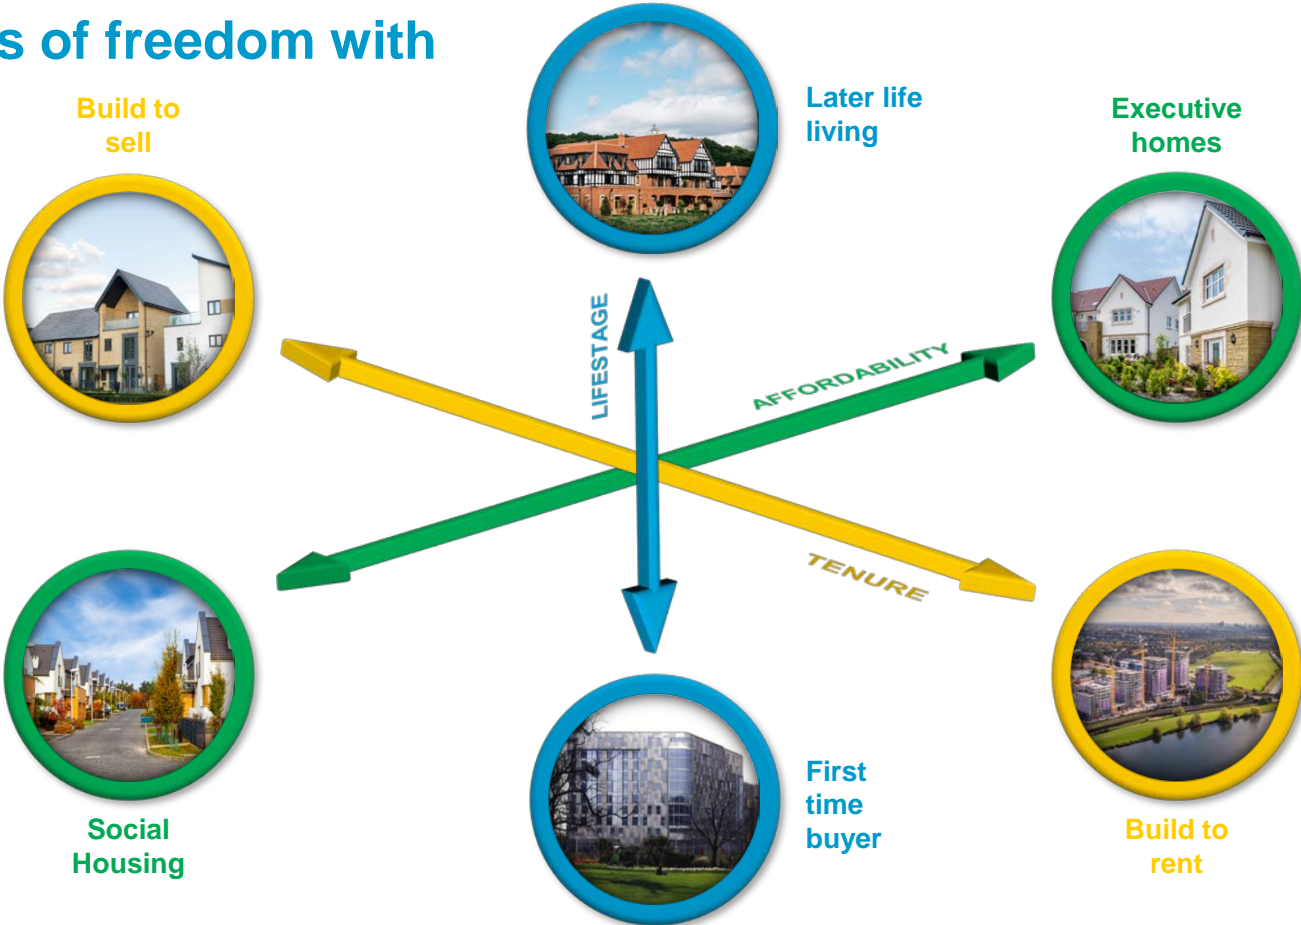 s of freedom with
Build to
sell
Later life
living
Executive
homes
LIFESTAGE
AFFORDABILITY
TENURE
Social
Housing
First
time
buyer
Build to
rent